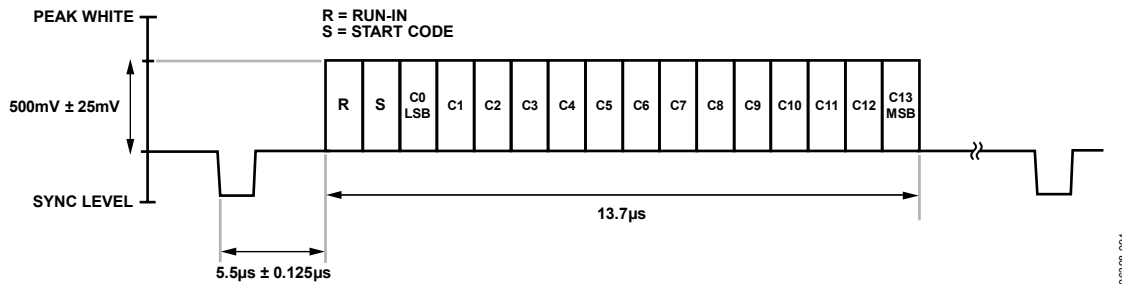 PEAK WHITE
R = RUN-IN
S = START CODE
500mV ± 25mV
R S C0 LSB C1 C2 C3 C4 C5 C6 C7 C8 C9 C10 C11 C12 C13 MSB
SYNC LEVEL
13.7µs
5.5µs ± 0.125µs